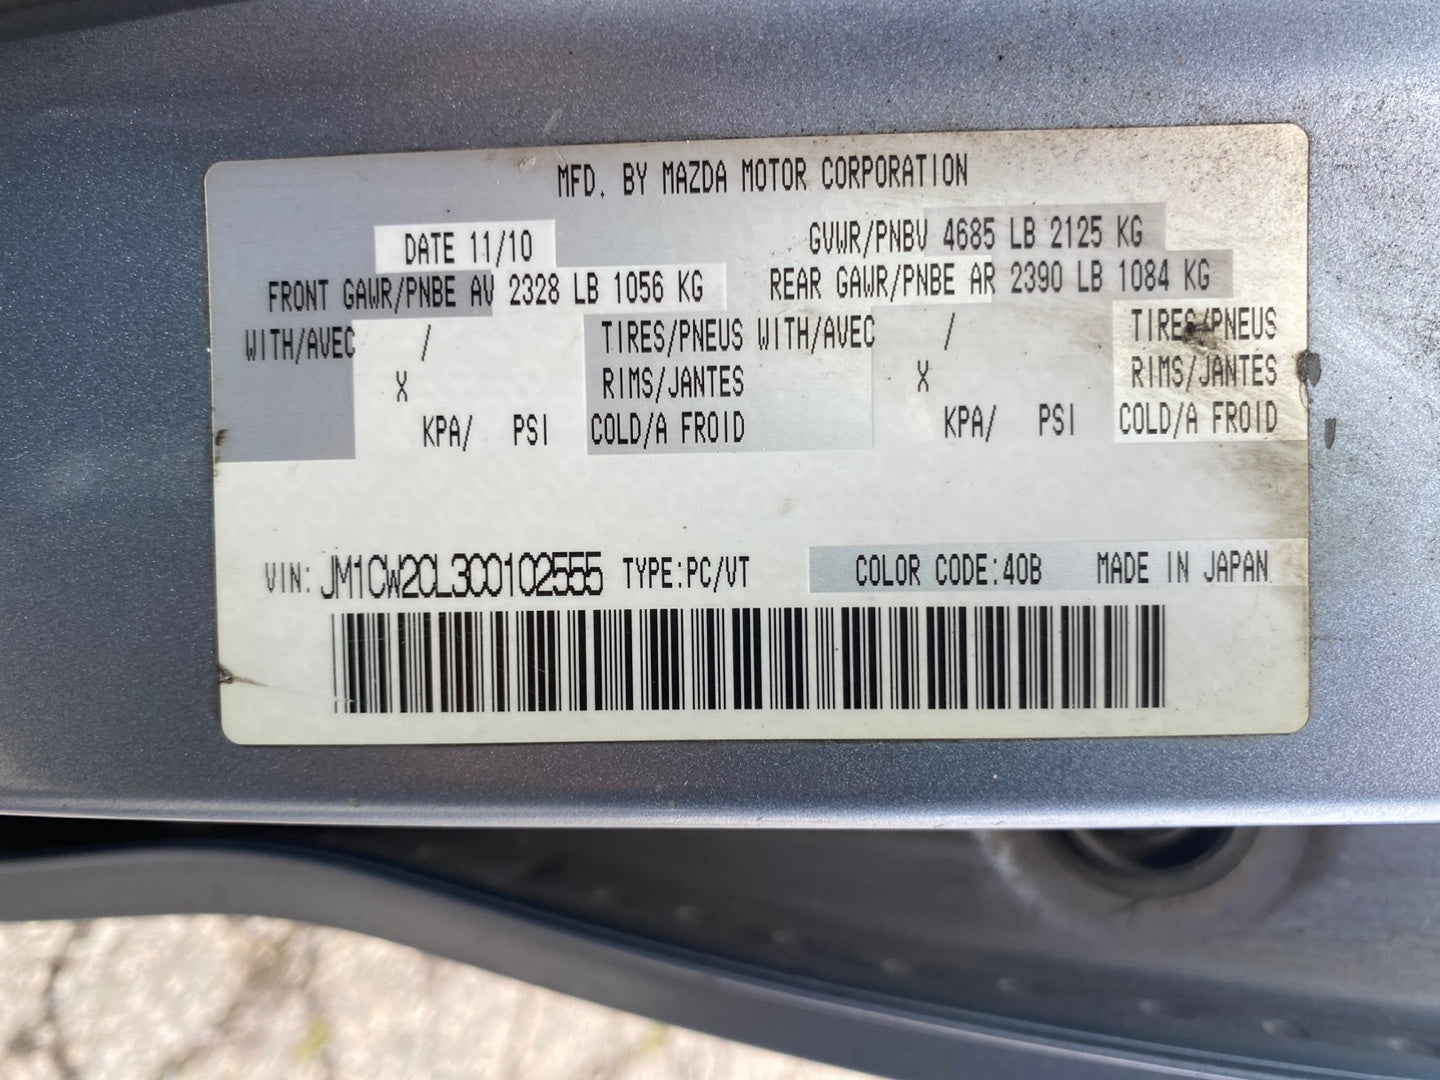 MFD. BY MAZDA MOTOR CORPORATION
DATE 11/10 GVWR/PNBV 4685 LB 2125 KG
FRONT GAWR/PNBE AV 2328 LB 1056 KG REAR GAWR/PNBE AR 2390 LB 1084 KG
WITH/AVEC / TIRES/PNEUS WITH/AVEC / TIRES/PNEUS
X RIMS/JANTES X RIMS/JANTES
KPA/ PSI COLD/A FROID KPA/ PSI COLD/A FROID
VIN: JM1CW2CL3C0102555 TYPE:PC/VT COLOR CODE:40B MADE IN JAPAN